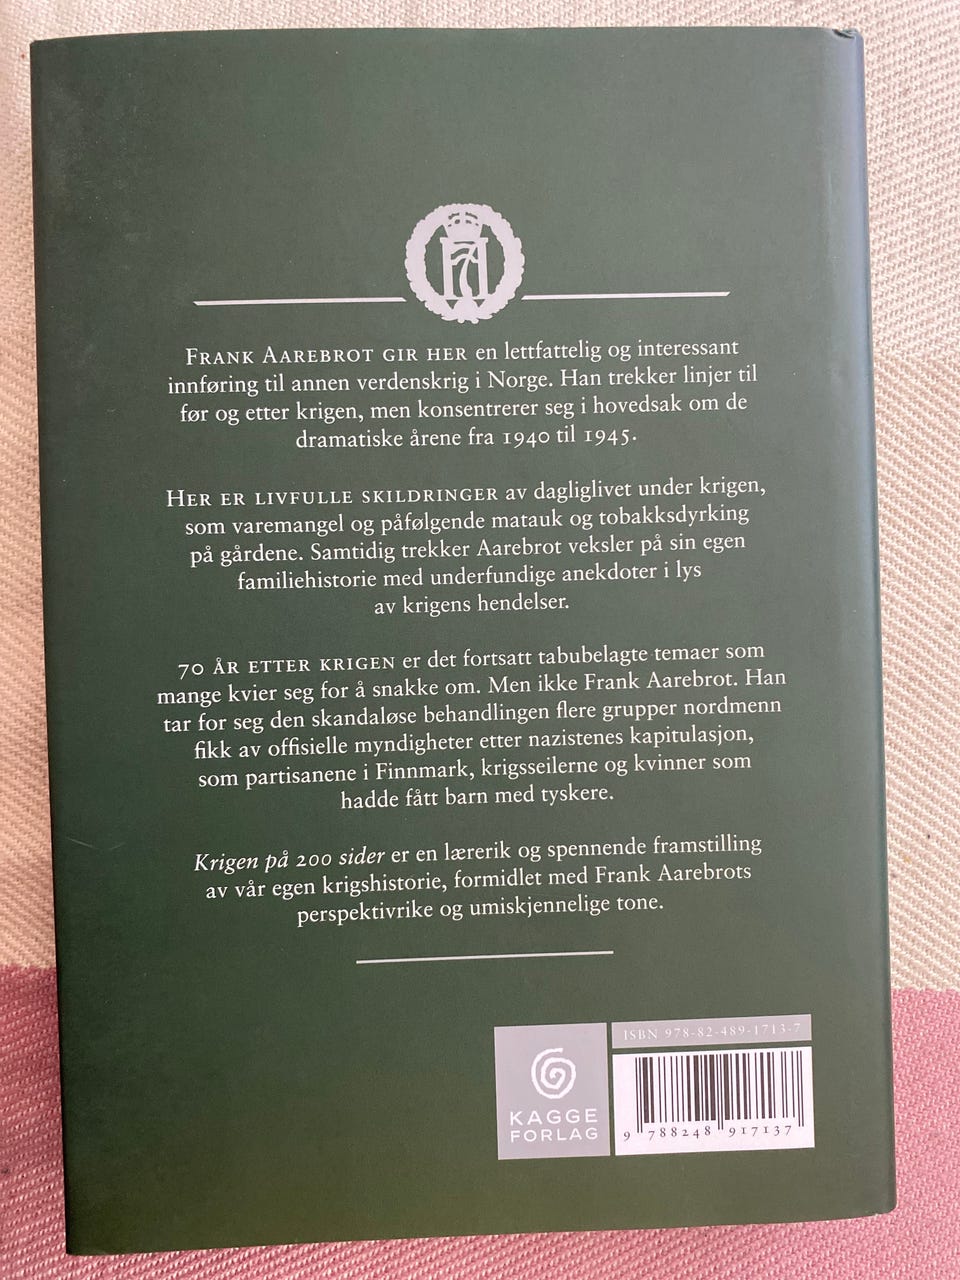 H7
FRANK AAREBROT GIR HER en lettfattelig og interessant
innføring til annen verdenskrig i Norge. Han trekker linjer til
før og etter krigen, men konsentrerer seg i hovedsak om de
dramatiske årene fra 1940 til 1945.
HER ER LIVFULLE SKILDRINGER av dagliglivet under krigen,
som varemangel og påfølgende matauk og tobakksdyrking
på gårdene. Samtidig trekker Aarebrot veksler på sin egen
familiehistorie med underfundige anekdoter i lys
av krigens hendelser.
70 ÅR ETTER KRIGEN er det fortsatt tabubelagte temaer som
mange kvier seg for å snakke om. Men ikke Frank Aarebrot. Han
tar for seg den skandaløse behandlingen flere grupper nordmenn
fikk av offisielle myndigheter etter nazistenes kapitulasjon,
som partisanene i Finnmark, krigsseilerne og kvinner som
hadde fått barn med tyskere.
Krigen på 200 sider er en lærerik og spennende framstilling
av vår egen krigshistorie, formidlet med Frank Aarebrots
perspektivrike og umiskjennelige tone.
KAGGE
FORLAG
ISBN 978-82-489-1713-7
9 788248 917137